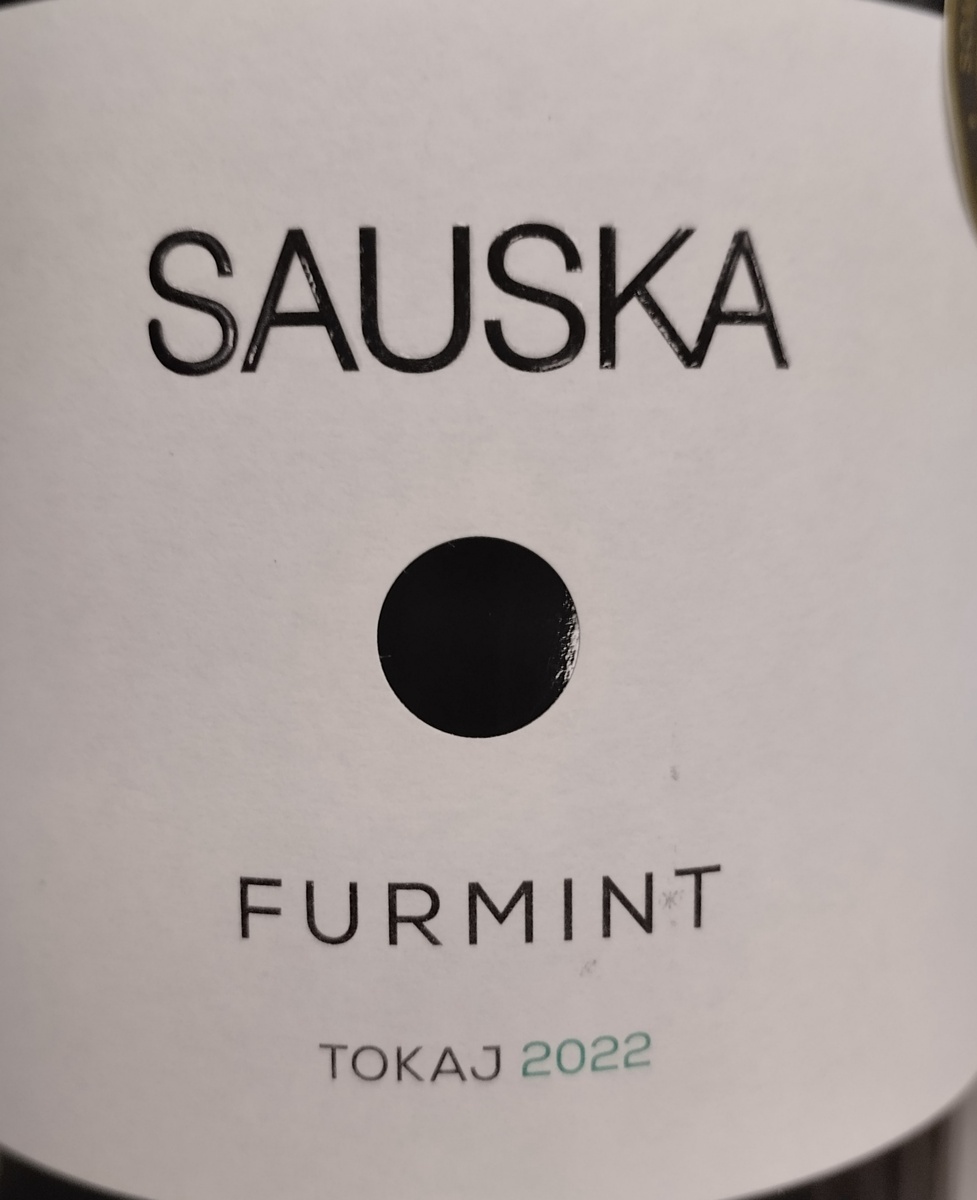 SAUSKA
FURMINT
TOKAJ 2022